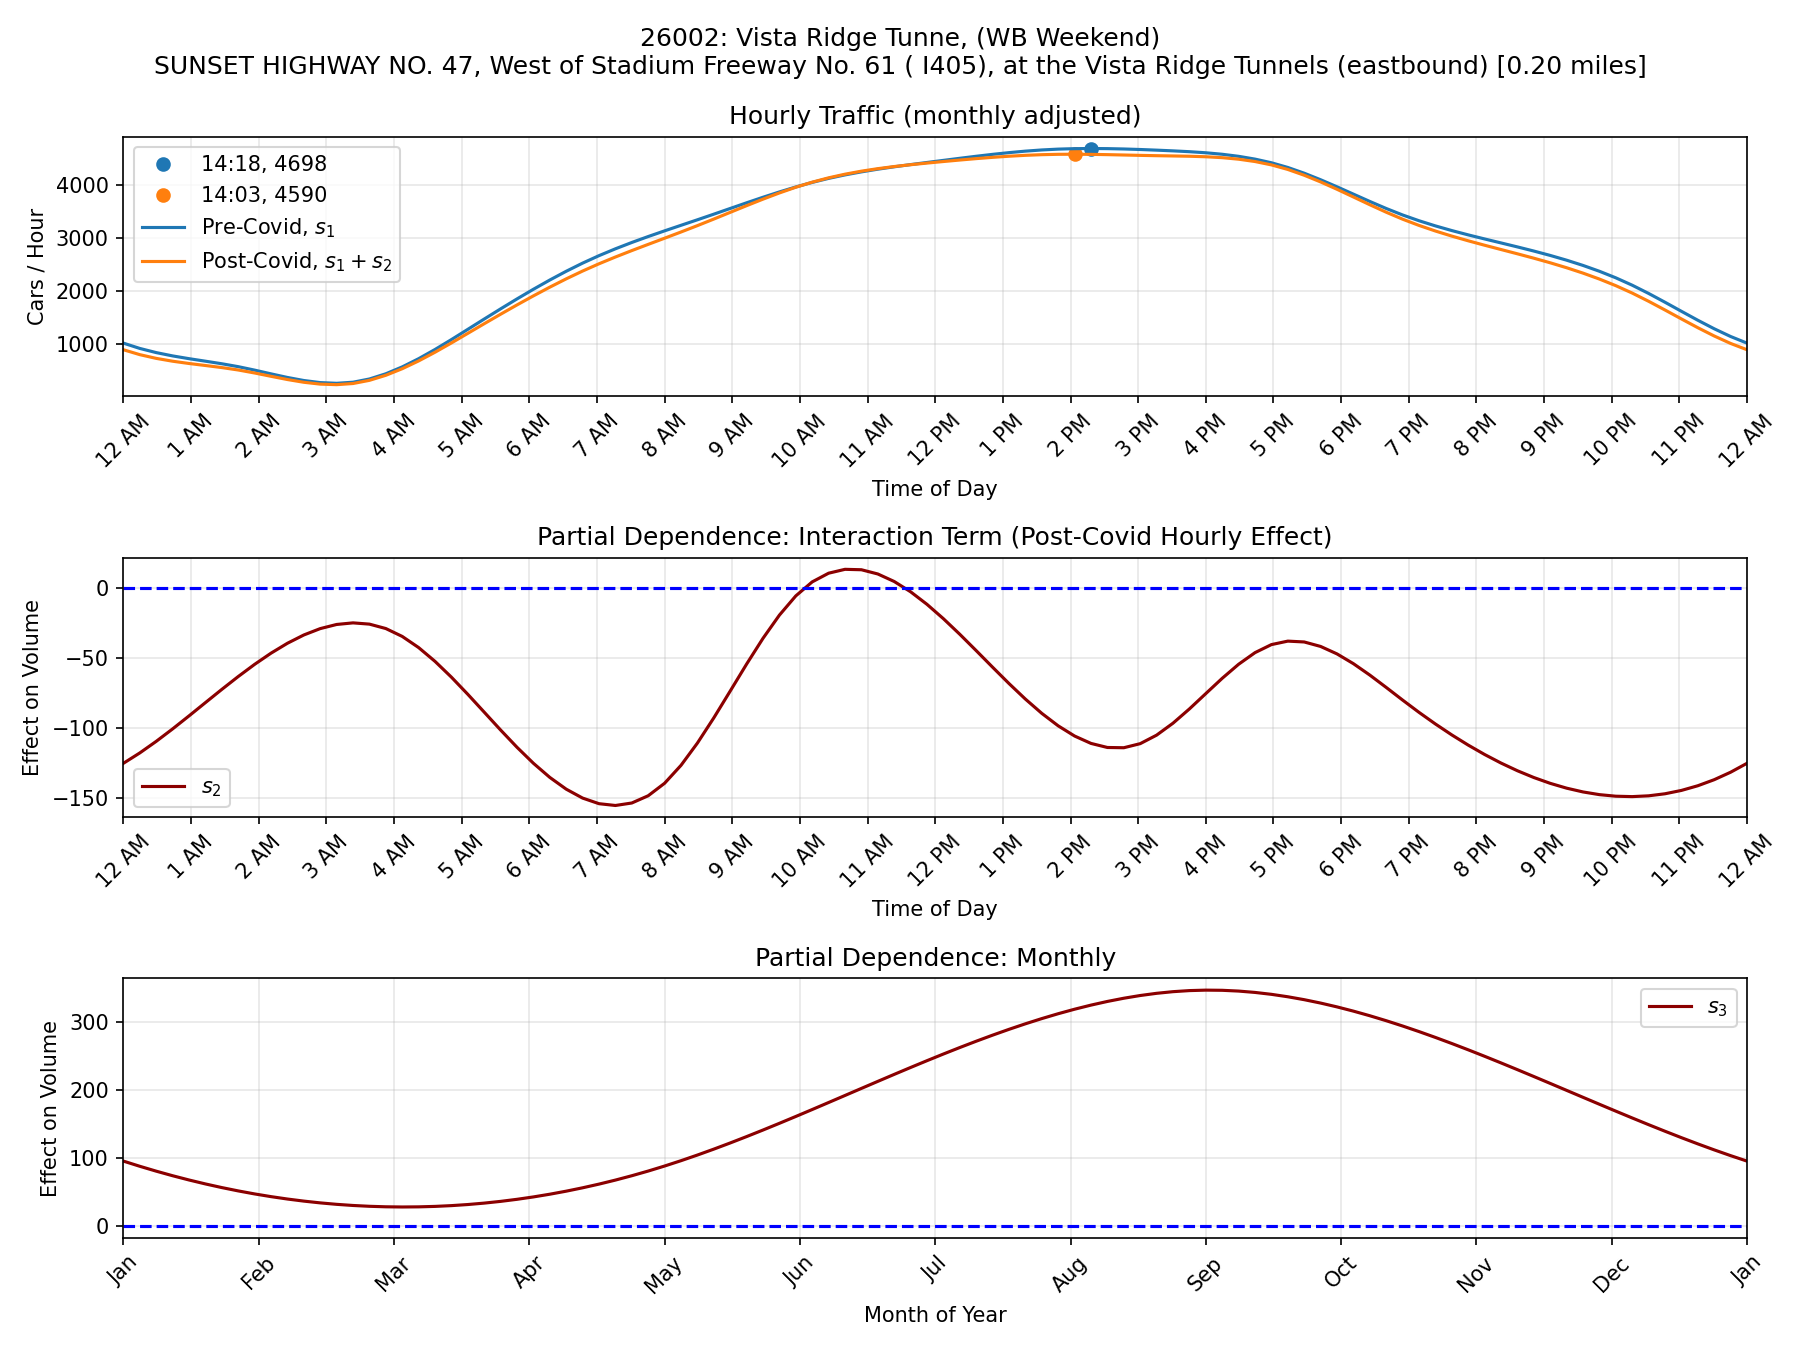 26002: Vista Ridge Tunne, (WB Weekend)
SUNSET HIGHWAY NO. 47, West of Stadium Freeway No. 61 ( I405), at the Vista Ridge Tunnels (eastbound) [0.20 miles]
Hourly Traffic (monthly adjusted)
14:18, 4698
14:03, 4590
Pre-Covid, s₁
Post-Covid, s₁ + s₂
Cars / Hour
4000
3000
2000
1000
12 AM 1 AM 2 AM 3 AM 4 AM 5 AM 6 AM 7 AM 8 AM 9 AM 10 AM 11 AM 12 PM 1 PM 2 PM 3 PM 4 PM 5 PM 6 PM 7 PM 8 PM 9 PM 10 PM 11 PM 12 AM
Time of Day
Partial Dependence: Interaction Term (Post-Covid Hourly Effect)
Effect on Volume
0
−50
−100
−150
s₂
12 AM 1 AM 2 AM 3 AM 4 AM 5 AM 6 AM 7 AM 8 AM 9 AM 10 AM 11 AM 12 PM 1 PM 2 PM 3 PM 4 PM 5 PM 6 PM 7 PM 8 PM 9 PM 10 PM 11 PM 12 AM
Time of Day
Partial Dependence: Monthly
s₃
Effect on Volume
300
200
100
0
Jan Feb Mar Apr May Jun Jul Aug Sep Oct Nov Dec Jan
Month of Year